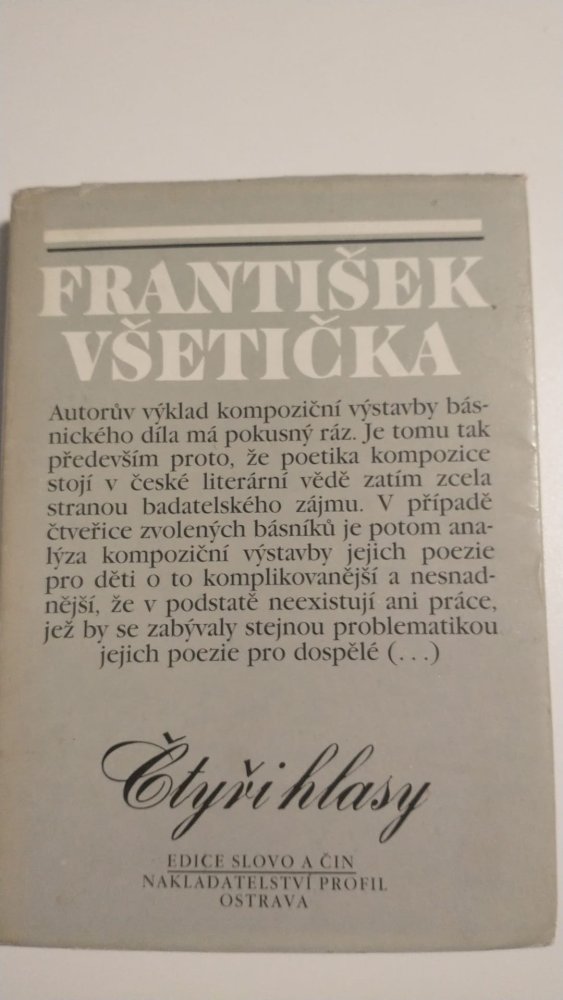 FRANTIŠEK
VŠETIČKA
Autorův výklad kompoziční výstavby bás-
nického díla má pokusný ráz. Je tomu tak
především proto, že poetika kompozice
stojí v české literární vědě zatím zcela
stranou badatelského zájmu. V případě
čtveřice zvolených básníků je potom ana-
lýza kompoziční výstavby jejich poezie
pro děti o to komplikovanější a nesnad-
nější, že v podstatě neexistují ani práce,
jež by se zabývaly stejnou problematikou
jejich poezie pro dospělé (...)
Čtyři hlasy
EDICE SLOVO A ČIN
NAKLADATELSTVÍ PROFIL
OSTRAVA